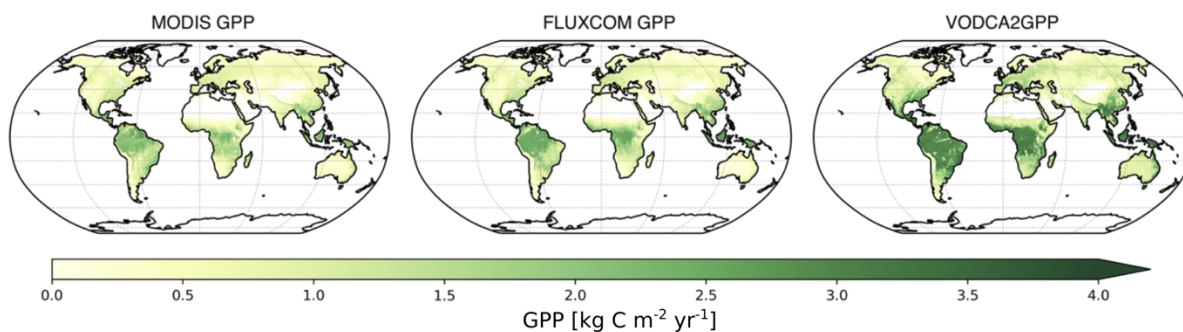 MODIS GPP FLUXCOM GPP VODCA2GPP
0.0 0.5 1.0 1.5 2.0 2.5 3.0 3.5 4.0
GPP [kg C m⁻² yr⁻¹]